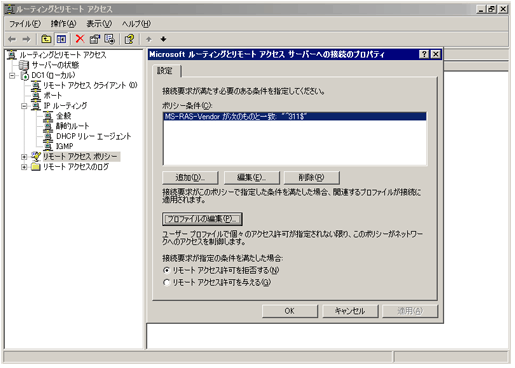 ルーティングとリモート アクセス
ファイル(F) 操作(A) 表示(V) ヘルプ(H)
ルーティングとリモート アクセス
サーバーの状態
DC1 (ローカル)
リモート アクセス クライアント (0)
ポート
IP ルーティング
全般
静的ルート
DHCP リレー エージェント
IGMP
リモート アクセス ポリシー
リモート アクセスのログ
Microsoft ルーティングとリモート アクセス サーバーへの接続のプロパティ
設定
接続要求が満たす必要のある条件を指定してください。
ポリシー条件(C):
MS-RAS-Vendor が次のものと一致: "^311$"
追加(D)...
編集(E)...
削除(R)
接続要求がこのポリシーで指定した条件を満たした場合、関連するプロファイルが接続に
適用されます。
プロファイルの編集(P)...
ユーザー プロファイルで個々のアクセス許可が指定されない限り、このポリシーがネットワー
クへのアクセスを制御します。
接続要求が指定の条件を満たした場合:
リモート アクセス許可を拒否する(N)
リモート アクセス許可を与える(G)
OK
キャンセル
適用(A)